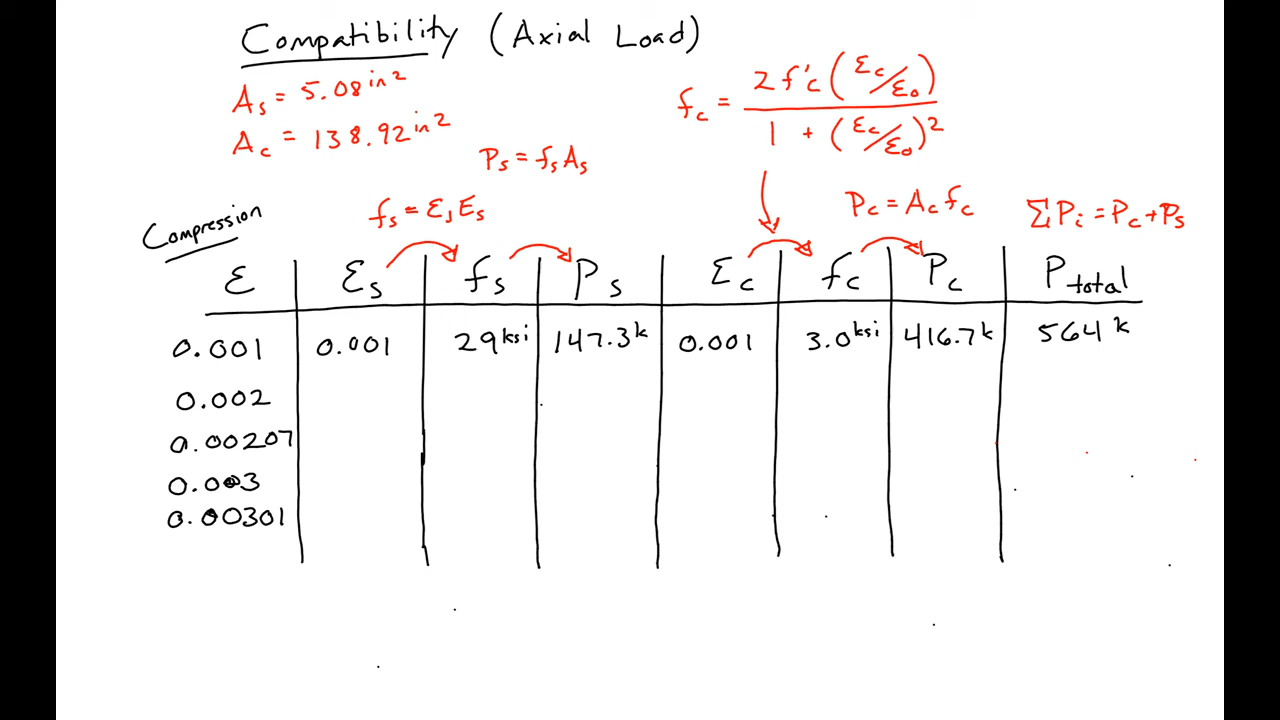 Compatibility (Axial Load)
As = 5.08 in²
Ac = 138.92 in²
fc = 2f'c (εc/ε₀) / 1 + (εc/ε₀)²
Ps = fs As
Compression
fs = εs Es
Pc = Ac fc
ΣPi = Pc + Ps
ε | εs | fs | Ps | εc | fc | Pc | Ptotal
0.001 | 0.001 | 29 ksi | 147.3 k | 0.001 | 3.0 ksi | 416.7 k | 564 k
0.002
0.00207
0.003
0.00301